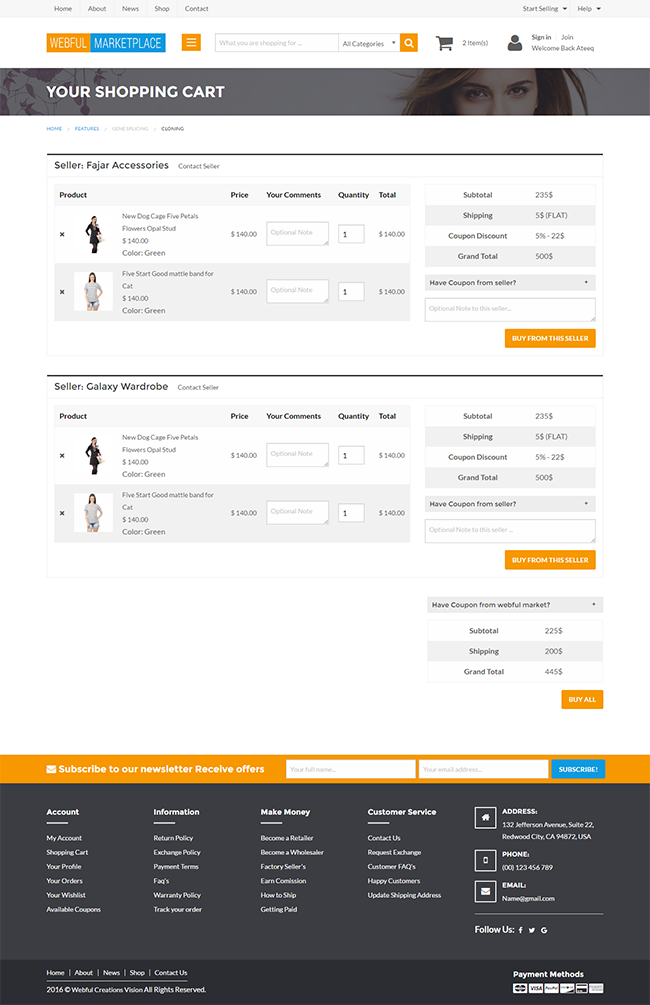 Home About News Shop Contact Start Selling Help
WEBFUL MARKETPLACE What you are shopping for ... All Categories 2 Item(s) Sign in Join
Welcome Back Ateeq
YOUR SHOPPING CART
HOME > FEATURES > GENE SPLICING > CLONING
Seller: Fajar Accessories Contact Seller
Product Price Your Comments Quantity Total
New Dog Cage Five Petals
Flowers Opal Stud
$ 140.00
Color: Green
$ 140.00 Optional Note 1 $ 140.00
Five Start Good mattle band for
Cat
$ 140.00
Color: Green
$ 140.00 Optional Note 1 $ 140.00
Subtotal 235$
Shipping 5$ (FLAT)
Coupon Discount 5% - 22$
Grand Total 500$
Have Coupon from seller? +
Optional Note to this seller...
BUY FROM THIS SELLER
Seller: Galaxy Wardrobe Contact Seller
Product Price Your Comments Quantity Total
New Dog Cage Five Petals
Flowers Opal Stud
$ 140.00
Color: Green
$ 140.00 Optional Note 1 $ 140.00
Five Start Good mattle band for
Cat
$ 140.00
Color: Green
$ 140.00 Optional Note 1 $ 140.00
Subtotal 235$
Shipping 5$ (FLAT)
Coupon Discount 5% - 22$
Grand Total 500$
Have Coupon from seller? +
Optional Note to this seller ...
BUY FROM THIS SELLER
Have Coupon from webful market? +
Subtotal 225$
Shipping 200$
Grand Total 445$
BUY ALL
Subscribe to our newsletter Receive offers Your full name... Your email address... SUBSCRIBE!
Account
My Account
Shopping Cart
Your Profile
Your Orders
Your Wishlist
Available Coupons
Information
Return Policy
Exchange Policy
Payment Terms
Faq's
Warranty Policy
Track your order
Make Money
Become a Retailer
Become a Wholesaler
Factory Seller's
Earn Comission
How to Ship
Getting Paid
Customer Service
Contact Us
Request Exchange
Customer FAQ's
Happy Customers
Update Shipping Address
ADDRESS:
132 Jefferson Avenue, Suite 22,
Redwood City, CA 94872, USA
PHONE:
(00) 123 456 789
EMAIL:
Name@gmail.com
Follow Us:
Home | About | News | Shop | Contact Us
2016 © Webful Creations Vision All Rights Reserved.
Payment Methods
VISA PayPal